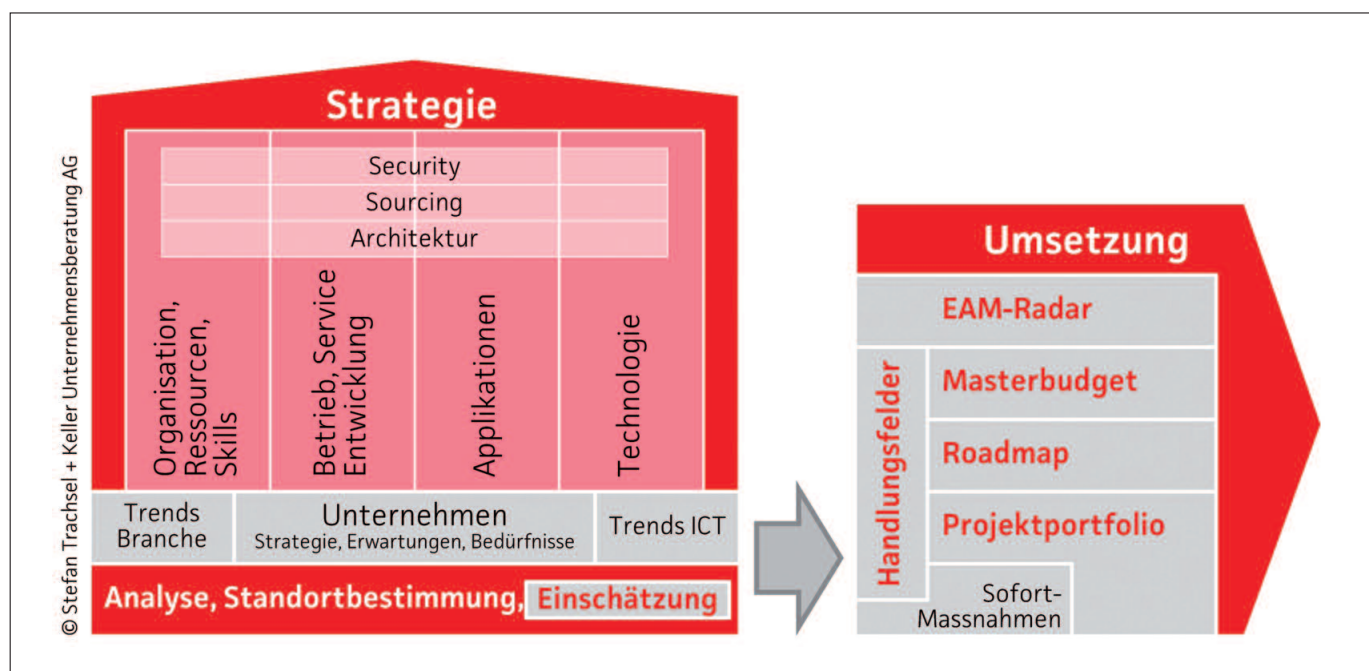 © Stefan Trachsel + Keller Unternehmensberatung AG
Strategie
Security
Sourcing
Architektur
Organisation,
Ressourcen,
Skills
Betrieb, Service
Entwicklung
Applikationen
Technologie
Trends
Branche
Unternehmen
Strategie, Erwartungen, Bedürfnisse
Trends ICT
Analyse, Standortbestimmung, Einschätzung
Umsetzung
EAM-Radar
Handlungsfelder
Masterbudget
Roadmap
Projektportfolio
Sofort-
Massnahmen